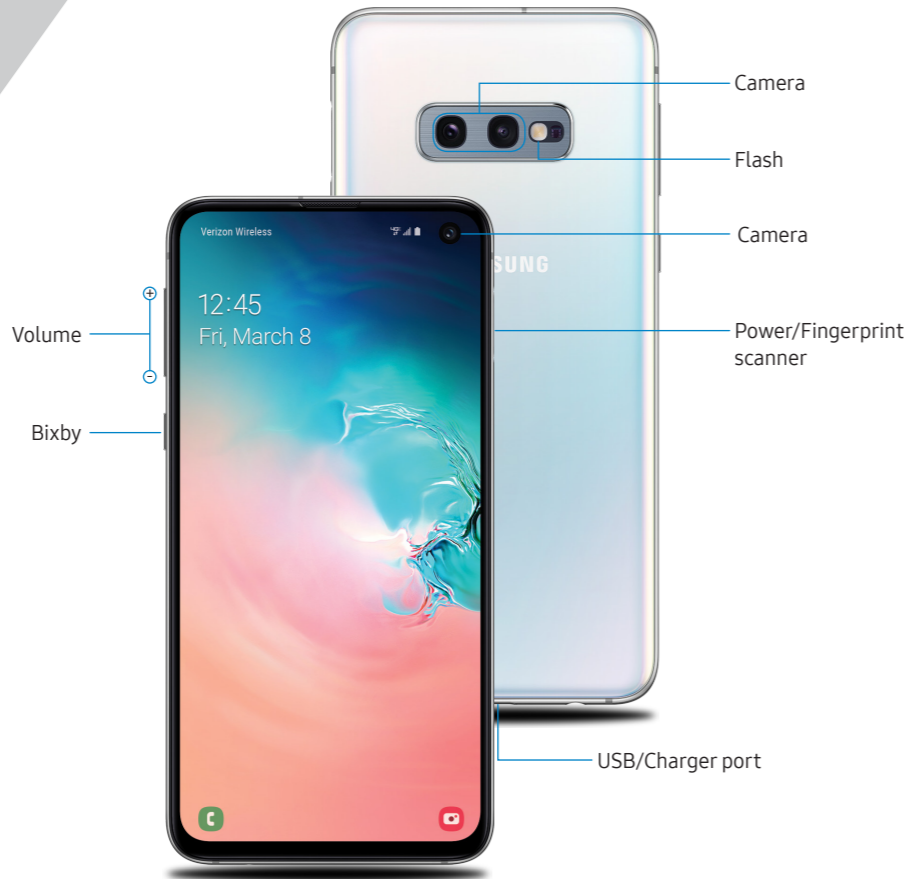 Camera
Flash
Camera
SUNG
Verizon Wireless
12:45
Fri, March 8
Volume
+
-
Power/Fingerprint
scanner
Bixby
USB/Charger port